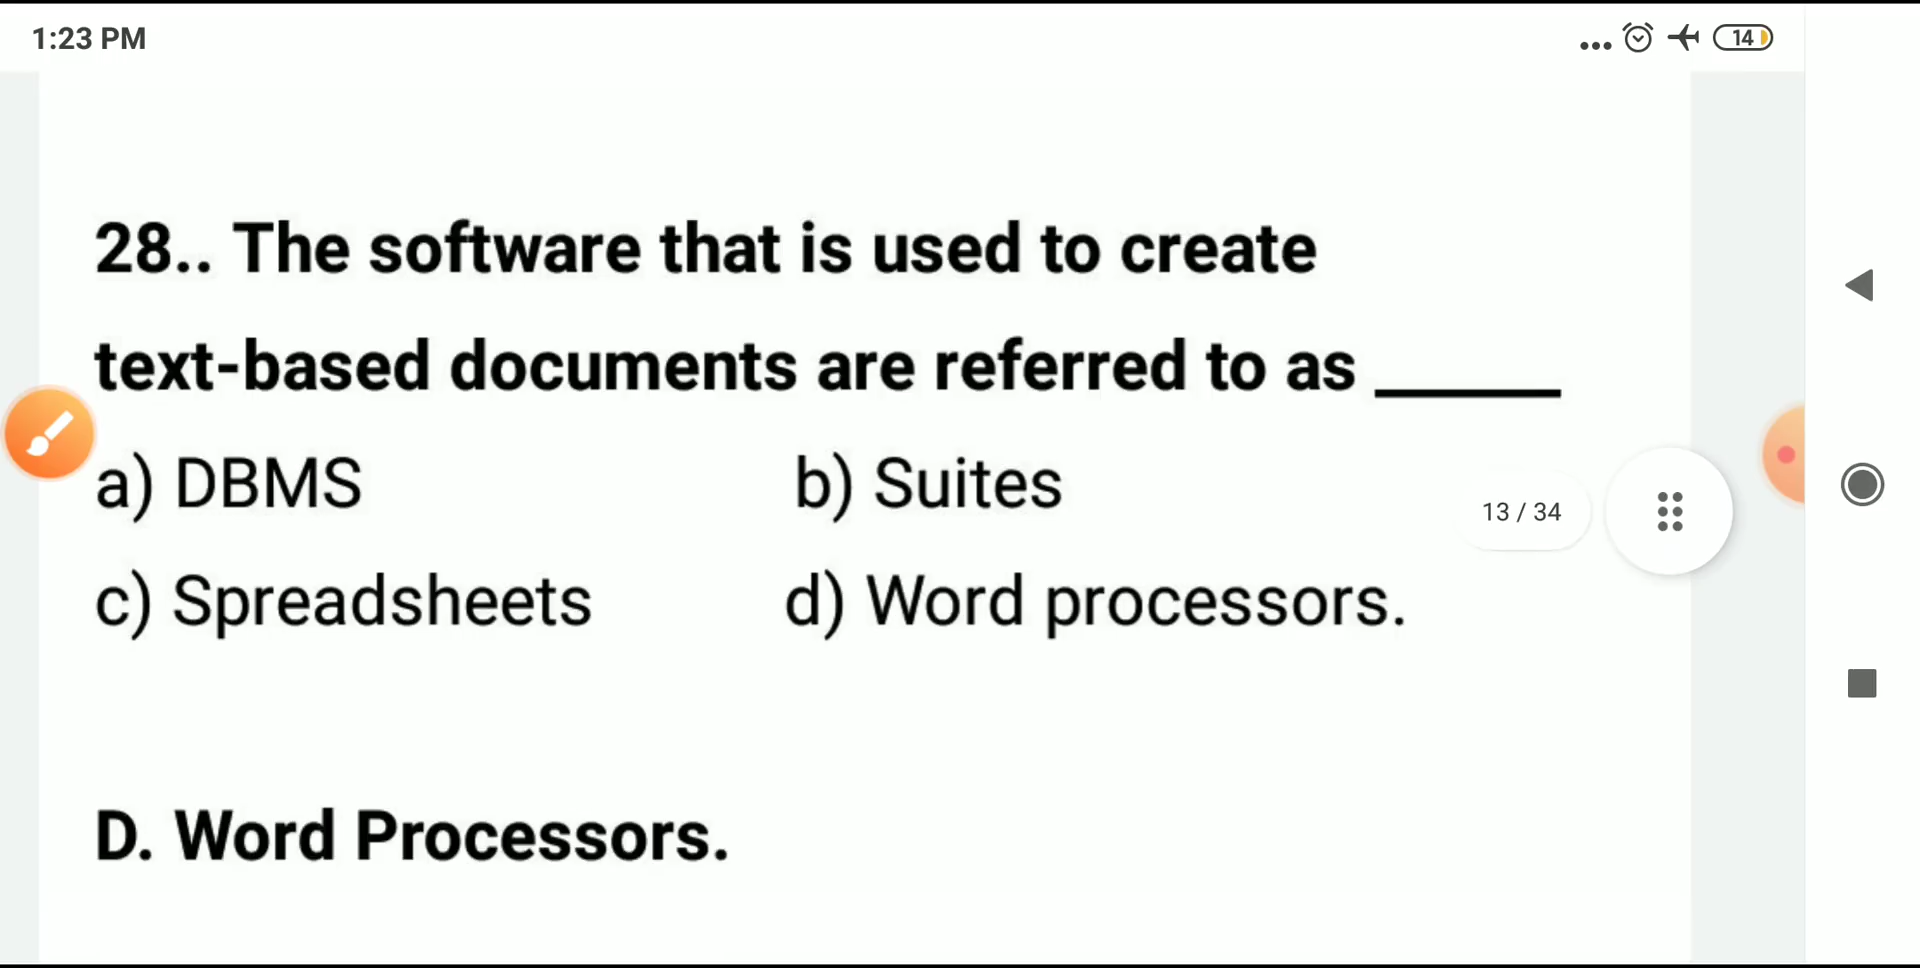 1:23 PM
14
28.. The software that is used to create
text-based documents are referred to as ______
a) DBMS b) Suites
13 / 34
c) Spreadsheets d) Word processors.
D. Word Processors.